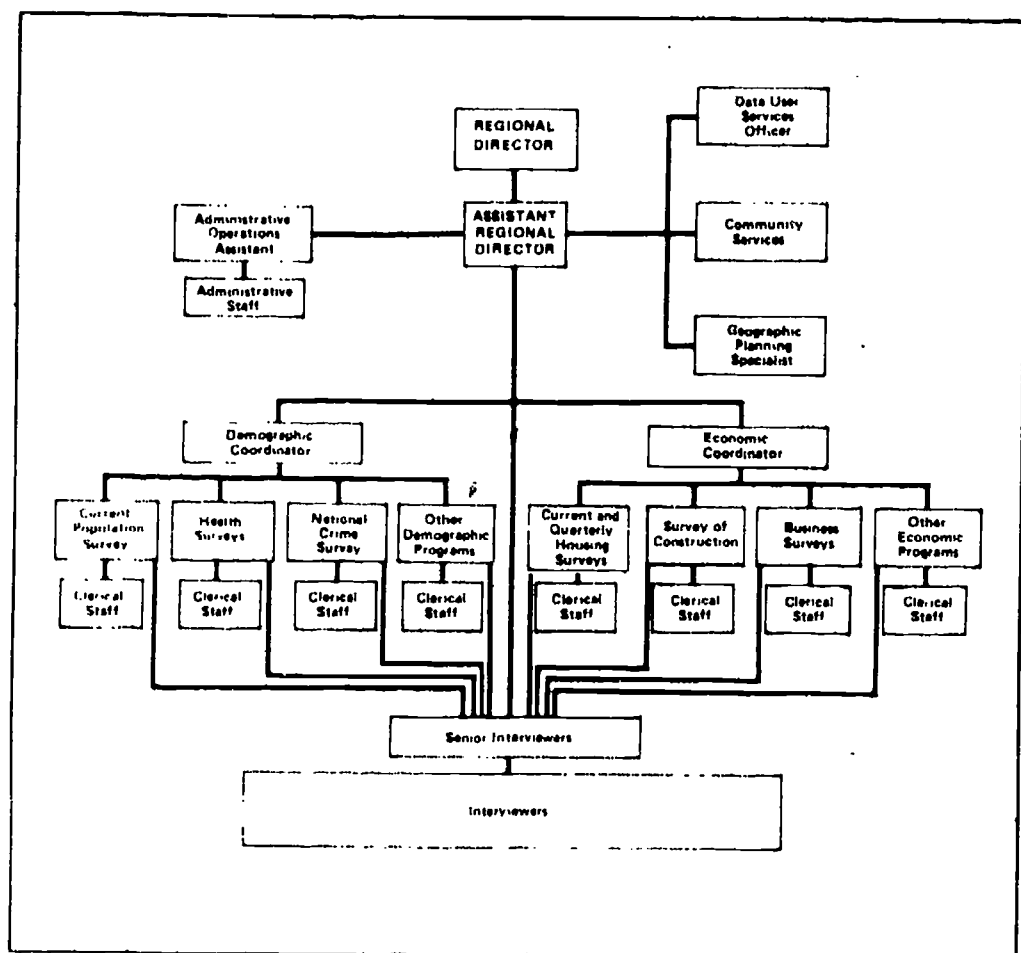 REGIONAL
DIRECTOR
Data User
Services
Officer
Administrative
Operations
Assistant
ASSISTANT
REGIONAL
DIRECTOR
Community
Services
Administrative
Staff
Geographic
Planning
Specialist
Demographic
Coordinator
Economic
Coordinator
Current
Population
Survey
Health
Surveys
National
Crime
Survey
Other
Demographic
Programs
Current and
Quarterly
Housing
Surveys
Survey of
Construction
Business
Surveys
Other
Economic
Programs
Clerical
Staff
Clerical
Staff
Clerical
Staff
Clerical
Staff
Clerical
Staff
Clerical
Staff
Clerical
Staff
Clerical
Staff
Senior Interviewers
Interviewers